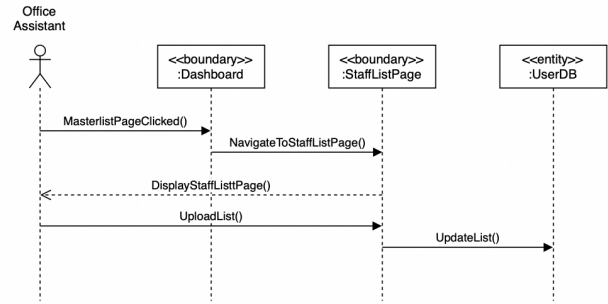 Office
Assistant
<<boundary>>
:Dashboard
<<boundary>>
:StaffListPage
<<entity>>
:UserDB
MasterlistPageClicked()
NavigateToStaffListPage()
DisplayStaffListtPage()
UploadList()
UpdateList()